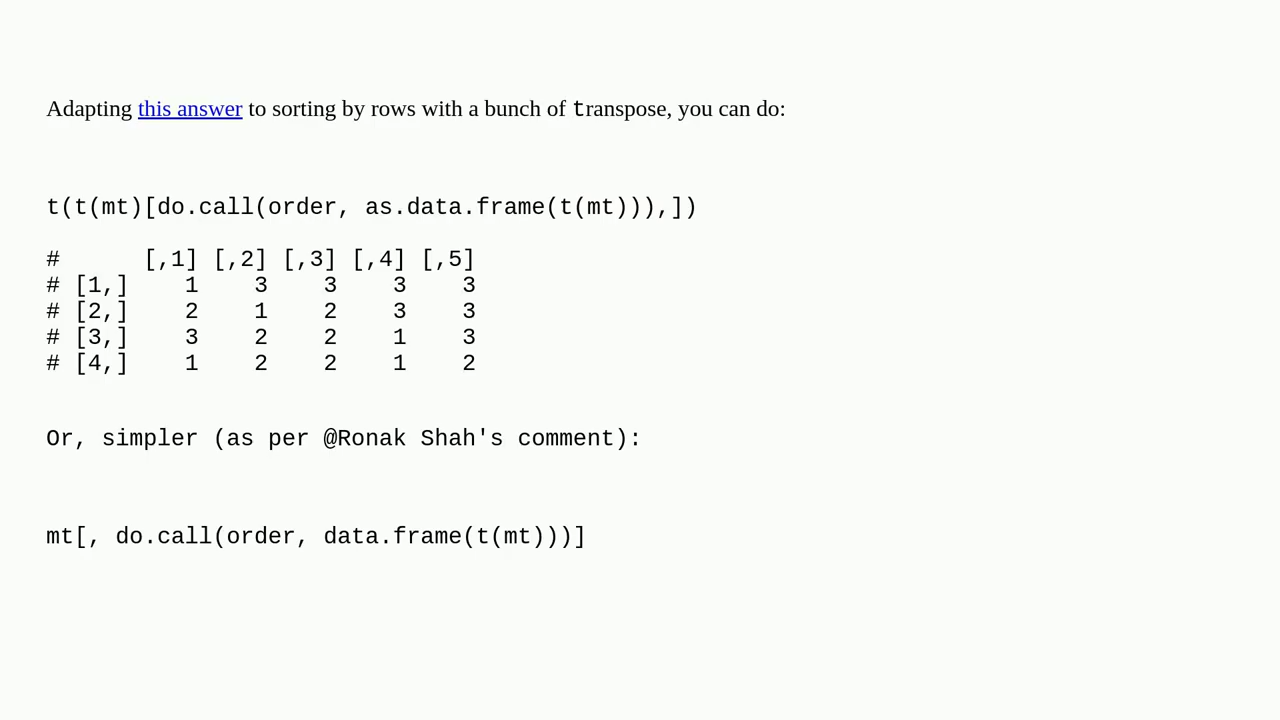 Adapting this answer to sorting by rows with a bunch of transpose, you can do:
t(t(mt)[do.call(order, as.data.frame(t(mt))),])
#      [,1] [,2] [,3] [,4] [,5]
# [1,]    1    3    3    3    3
# [2,]    2    1    2    3    3
# [3,]    3    2    2    1    3
# [4,]    1    2    2    1    2
Or, simpler (as per @Ronak Shah's comment):
mt[, do.call(order, data.frame(t(mt)))]